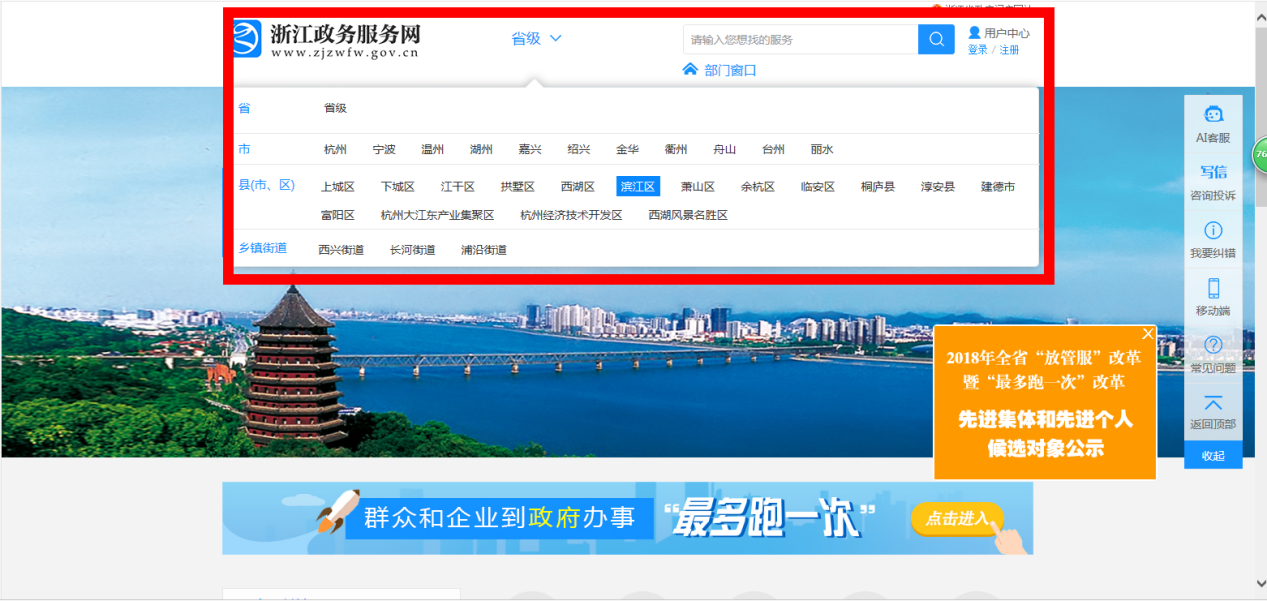 浙江政务服务网
www.zjzwfw.gov.cn
省级
请输入您想找的服务
用户中心
登录 / 注册
部门窗口
省 省级
市 杭州 宁波 温州 湖州 嘉兴 绍兴 金华 衢州 舟山 台州 丽水
县(市、区) 上城区 下城区 江干区 拱墅区 西湖区 滨江区 萧山区 余杭区 临安区 桐庐县 淳安县 建德市
富阳区 杭州大江东产业集聚区 杭州经济技术开发区 西湖风景名胜区
乡镇街道 西兴街道 长河街道 浦沿街道
AI客服
写信
咨询投诉
我要纠错
移动端
常见问题
返回顶部
收起
76
2018年全省“放管服”改革
暨“最多跑一次”改革
先进集体和先进个人
候选对象公示
群众和企业到政府办事 “最多跑一次” 点击进入